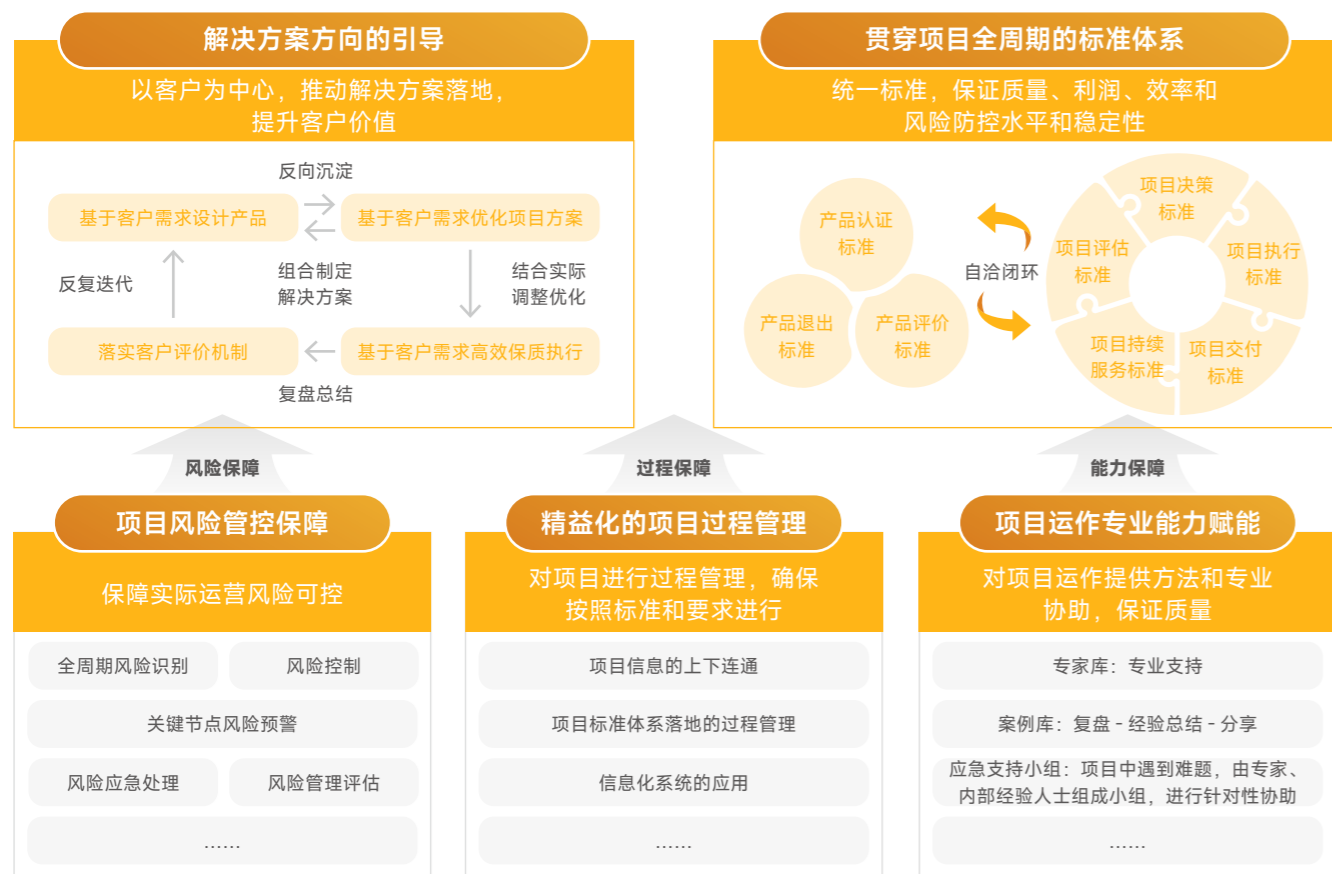 解决方案方向的引导
以客户为中心，推动解决方案落地，
提升客户价值
反向沉淀
基于客户需求设计产品
基于客户需求优化项目方案
反复迭代
组合制定
解决方案
结合实际
调整优化
落实客户评价机制
基于客户需求高效保质执行
复盘总结
贯穿项目全周期的标准体系
统一标准，保证质量、利润、效率和
风险防控水平和稳定性
产品认证
标准
产品退出
标准
产品评价
标准
自洽闭环
项目决策
标准
项目评估
标准
项目执行
标准
项目持续
服务标准
项目交付
标准
风险保障
过程保障
能力保障
项目风险管控保障
保障实际运营风险可控
全周期风险识别
风险控制
关键节点风险预警
风险应急处理
风险管理评估
......
精益化的项目过程管理
对项目进行过程管理，确保
按照标准和要求进行
项目信息的上下连通
项目标准体系落地的过程管理
信息化系统的应用
......
项目运作专业能力赋能
对项目运作提供方法和专业
协助，保证质量
专家库：专业支持
案例库：复盘 - 经验总结 - 分享
应急支持小组：项目中遇到难题，由专家、
内部经验人士组成小组，进行针对性协助
......